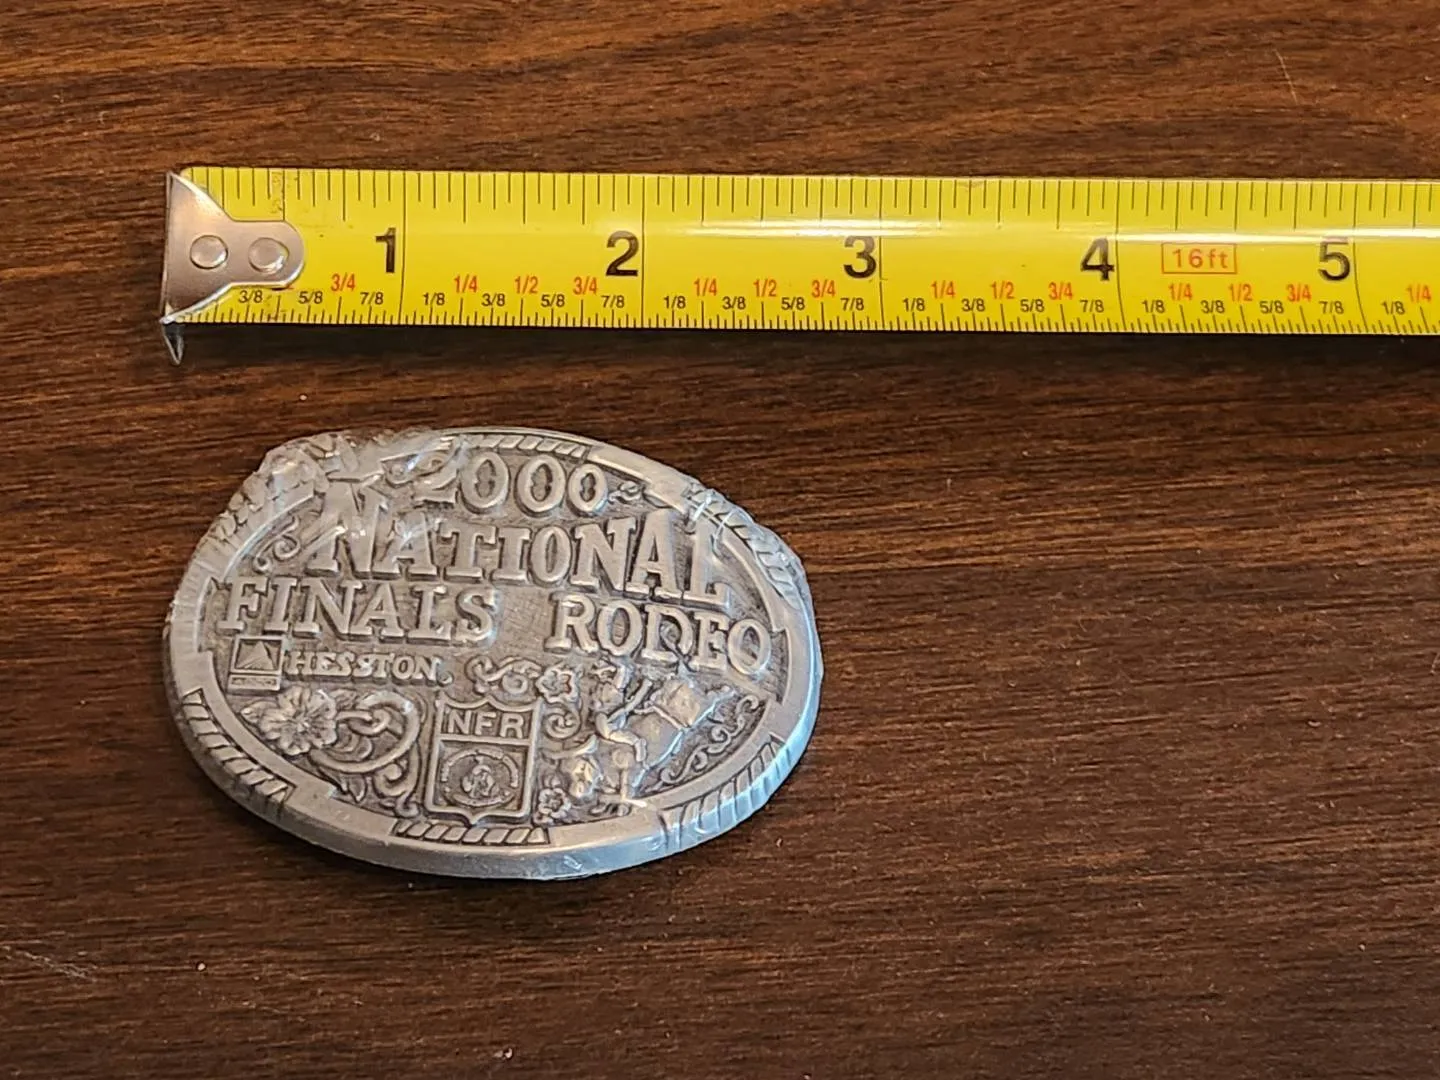 1 2 3 4 16ft 5
3/4 1/4 1/2 3/4 1/4 1/2 3/4 1/4 1/2 3/4 1/4 1/2 3/4 1/4
3/8 5/8 7/8 1/8 3/8 5/8 7/8 1/8 3/8 5/8 7/8 1/8 3/8 5/8 7/8 1/8 3/8 5/8 7/8 1/8
2000
NATIONAL
FINALS RODEO
HESSTON
NFR